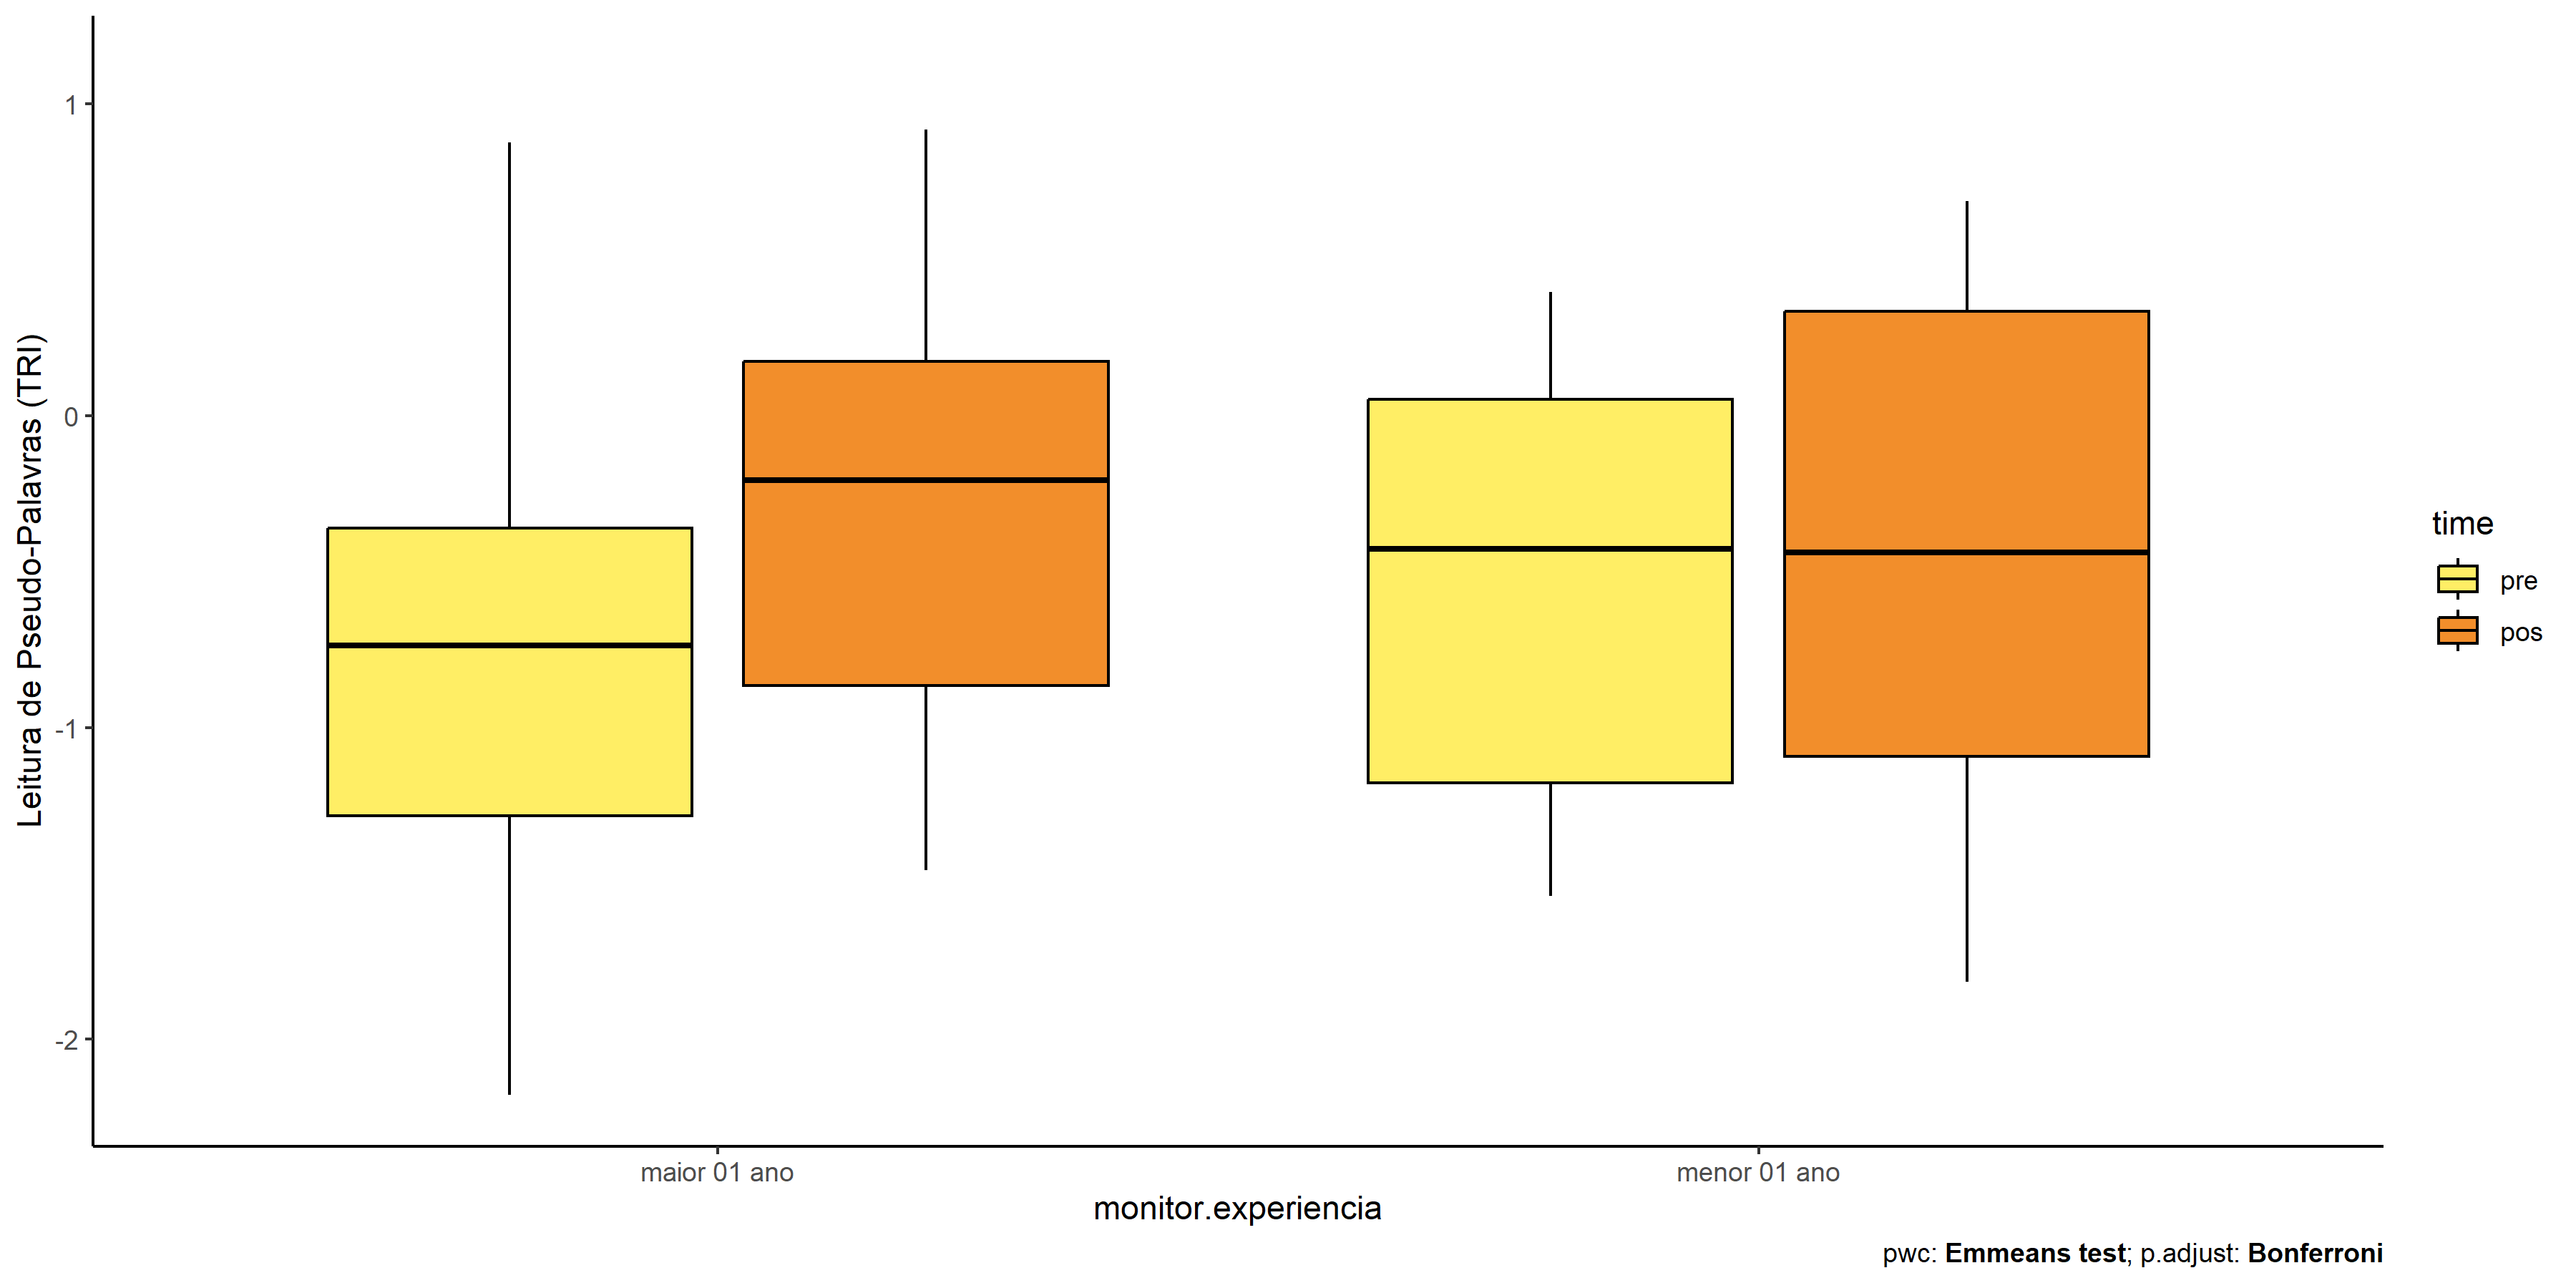 Leitura de Pseudo-Palavras (TRI)
1
0
-1
-2
maior 01 ano
menor 01 ano
monitor.experiencia
time
pre
pos
pwc: Emmeans test; p.adjust: Bonferroni